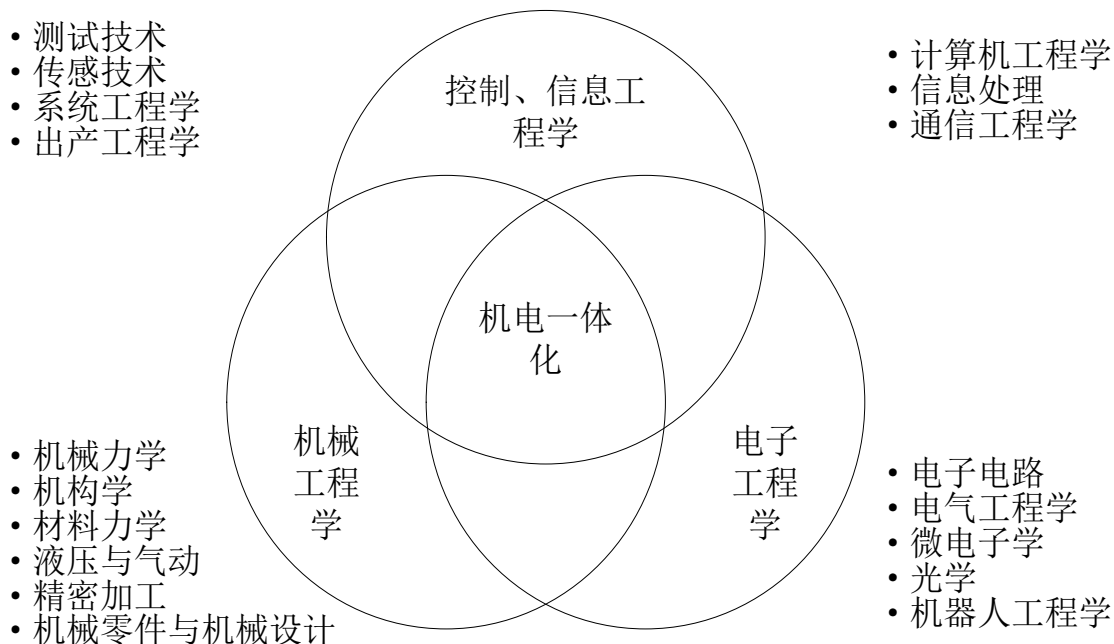 • 测试技术
• 传感技术
• 系统工程学
• 出产工程学
• 计算机工程学
• 信息处理
• 通信工程学
控制、信息工
程学
机电一体
化
机械
工程
学
电子
工程
学
• 机械力学
• 机构学
• 材料力学
• 液压与气动
• 精密加工
• 机械零件与机械设计
• 电子电路
• 电气工程学
• 微电子学
• 光学
• 机器人工程学